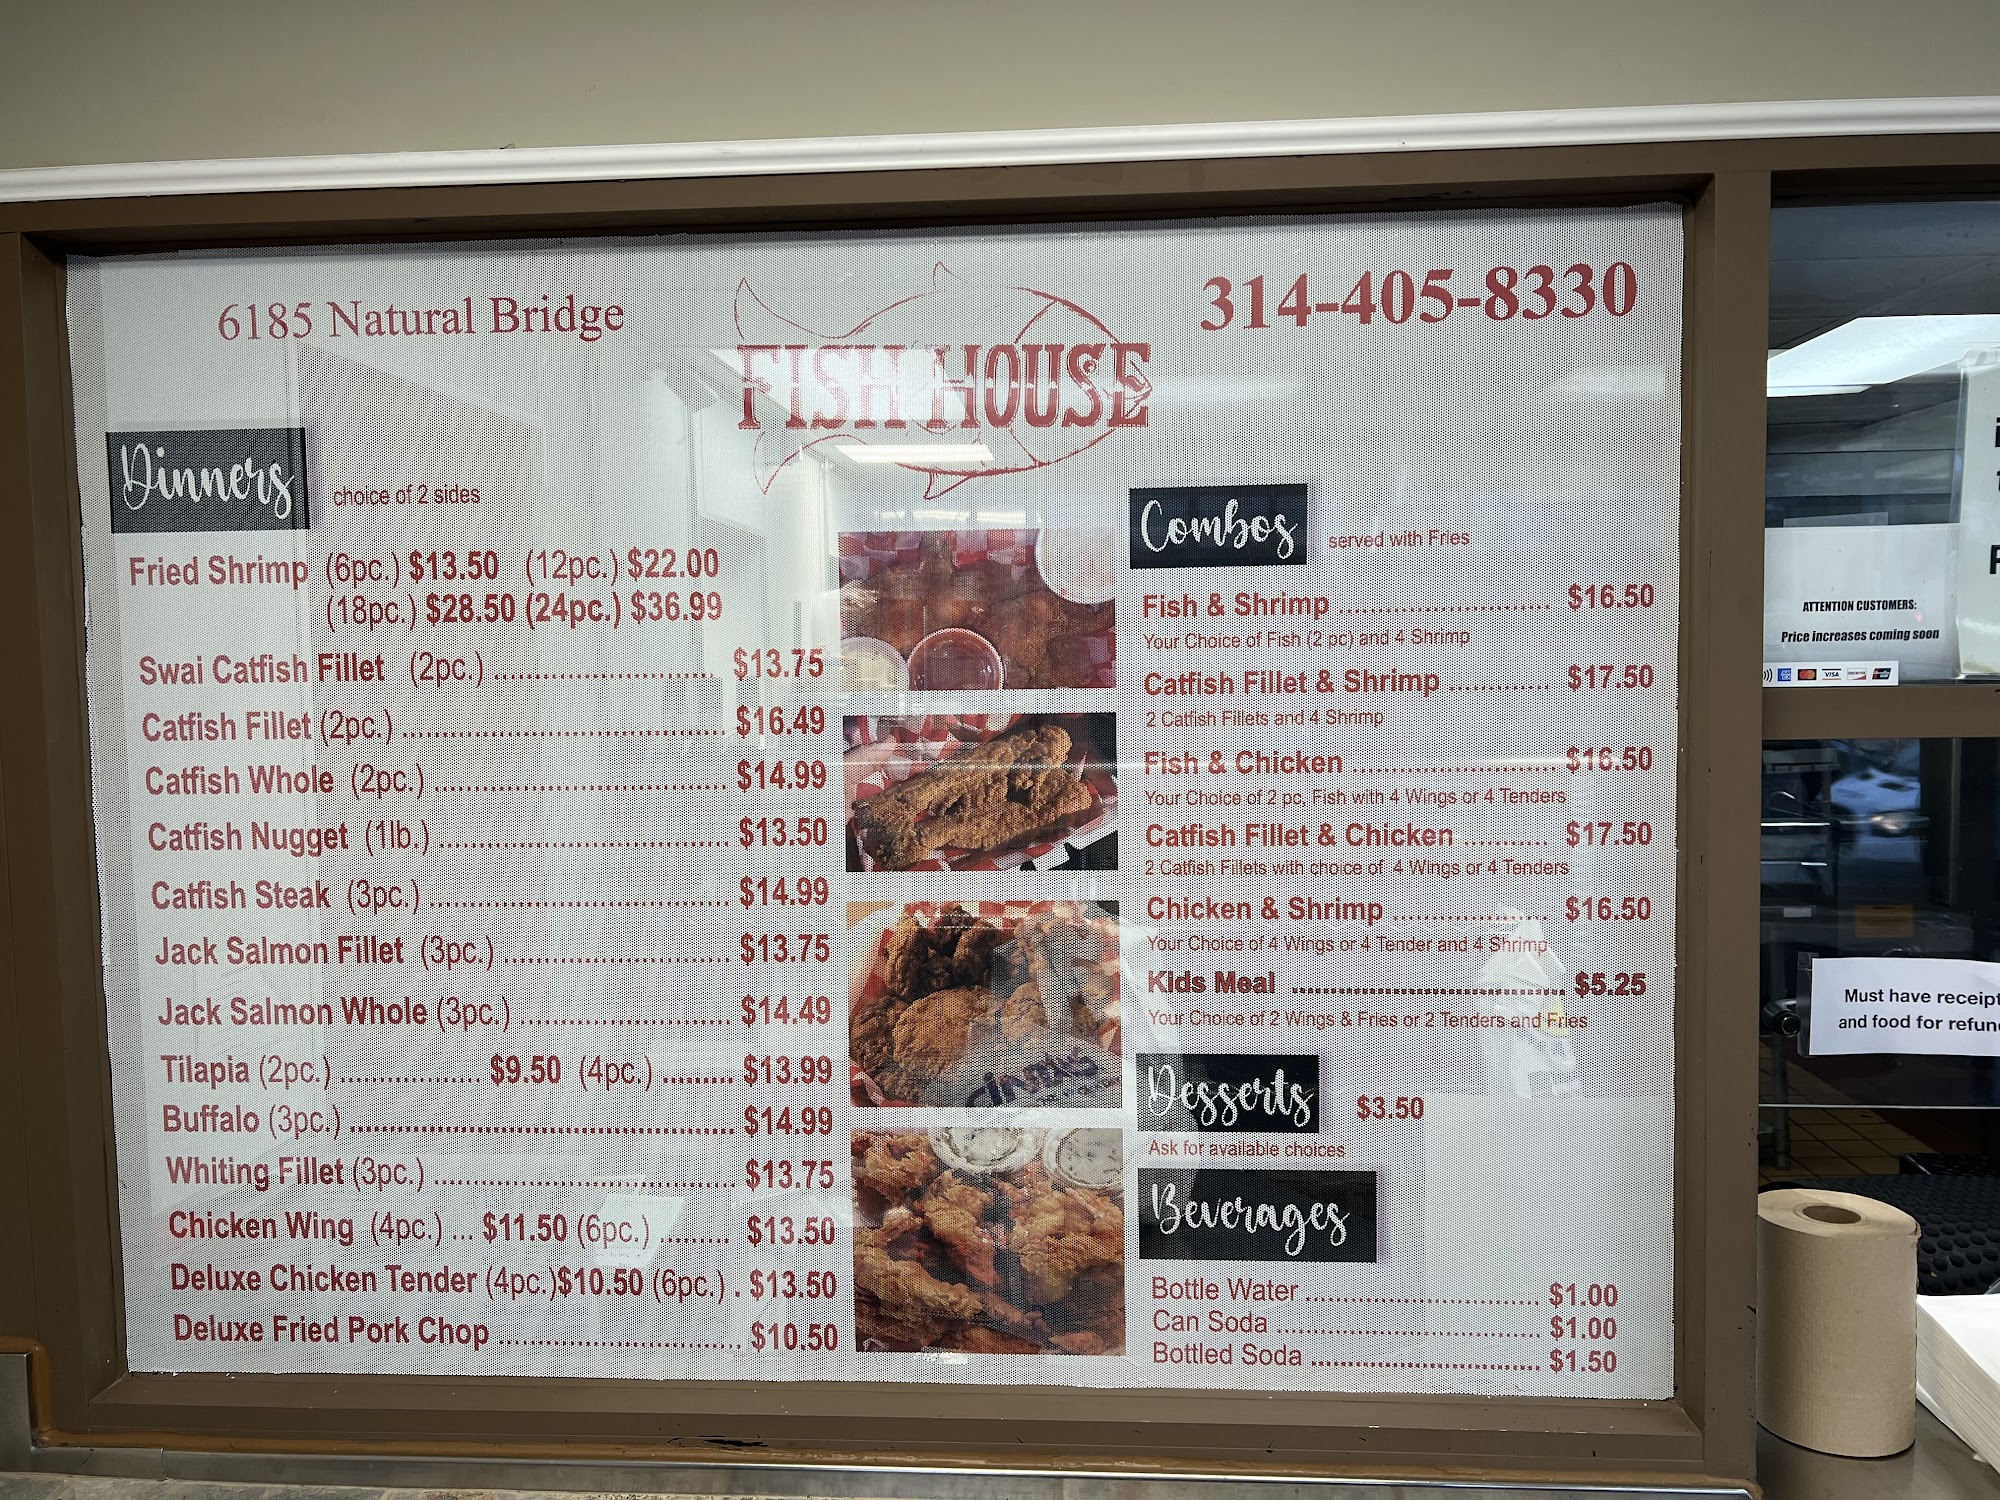 6185 Natural Bridge
FISH HOUSE
314-405-8330
Dinners
choice of 2 sides
Fried Shrimp (6pc.) $13.50 (12pc.) $22.00
(18pc.) $28.50 (24pc.) $36.99
Swai Catfish Fillet (2pc.) ........................... $13.75
Catfish Fillet (2pc.) ....................................... $16.49
Catfish Whole (2pc.) ................................... $14.99
Catfish Nugget (1lb.) ................................... $13.50
Catfish Steak (3pc.) .................................... $14.99
Jack Salmon Fillet (3pc.) ........................... $13.75
Jack Salmon Whole (3pc.) ......................... $14.49
Tilapia (2pc.) ................. $9.50 (4pc.) ......... $13.99
Buffalo (3pc.) ............................................... $14.99
Whiting Fillet (3pc.) ..................................... $13.75
Chicken Wing (4pc.) ... $11.50 (6pc.) ......... $13.50
Deluxe Chicken Tender (4pc.)$10.50 (6pc.) . $13.50
Deluxe Fried Pork Chop .............................. $10.50
Combos
served with Fries
Fish & Shrimp ............................ $16.50
Your Choice of Fish (2 pc) and 4 Shrimp
Catfish Fillet & Shrimp ............. $17.50
2 Catfish Fillets and 4 Shrimp
Fish & Chicken ........................... $16.50
Your Choice of 2 pc, Fish with 4 Wings or 4 Tenders
Catfish Fillet & Chicken ........... $17.50
2 Catfish Fillets with choice of 4 Wings or 4 Tenders
Chicken & Shrimp .................... $16.50
Your Choice of 4 Wings or 4 Tender and 4 Shrimp
Kids Meal .................................... $5.25
Your Choice of 2 Wings & Fries or 2 Tenders and Fries
Desserts
$3.50
Ask for available choices
Beverages
Bottle Water .............................. $1.00
Can Soda .................................. $1.00
Bottled Soda .............................. $1.50
ATTENTION CUSTOMERS:
Price increases coming soon
VISA
Must have receipt
and food for refun